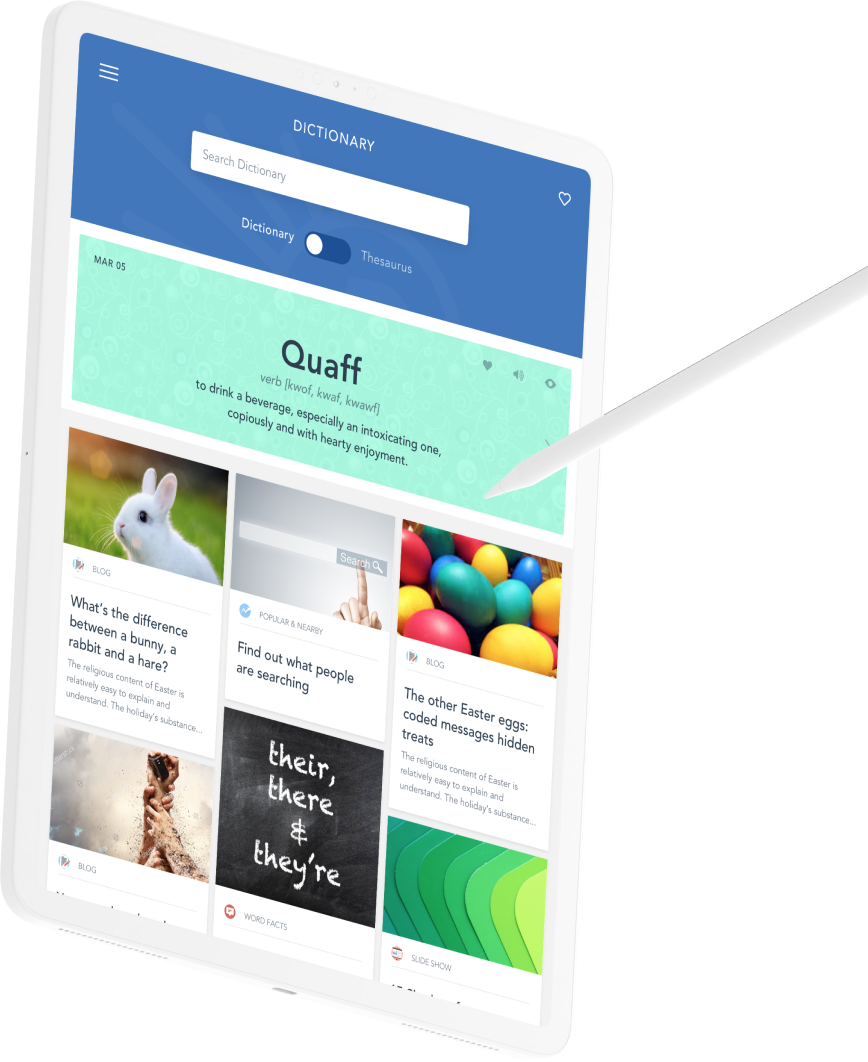 DICTIONARY
Search Dictionary
Dictionary
Thesaurus
MAR 05
Quaff
verb [kwof, kwaf, kwawf]
to drink a beverage, especially an intoxicating one,
copiously and with hearty enjoyment.
BLOG
What's the difference
between a bunny, a
rabbit and a hare?
The religious content of Easter is
relatively easy to explain and
understand. The holiday's substance...
BLOG
Search
POPULAR & NEARBY
Find out what people
are searching
their,
there
&
they're
WORD FACTS
BLOG
The other Easter eggs:
coded messages hidden
treats
The religious content of Easter is
relatively easy to explain and
understand. The holiday's substance...
SLIDE SHOW